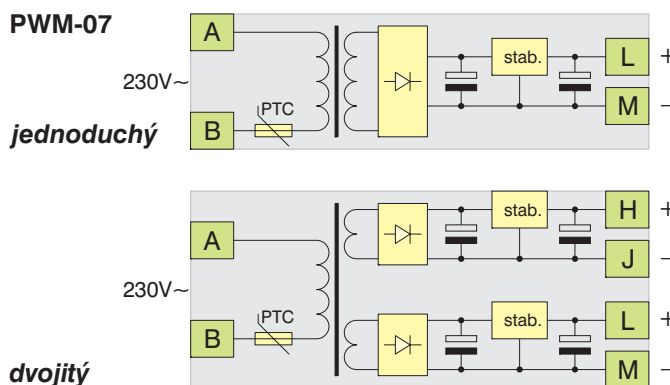 PWM-07
A
230V~
PTC
B
stab.
L +
M −
jednoduchý
A
230V~
PTC
B
stab.
H +
J −
stab.
L +
M −
dvojitý